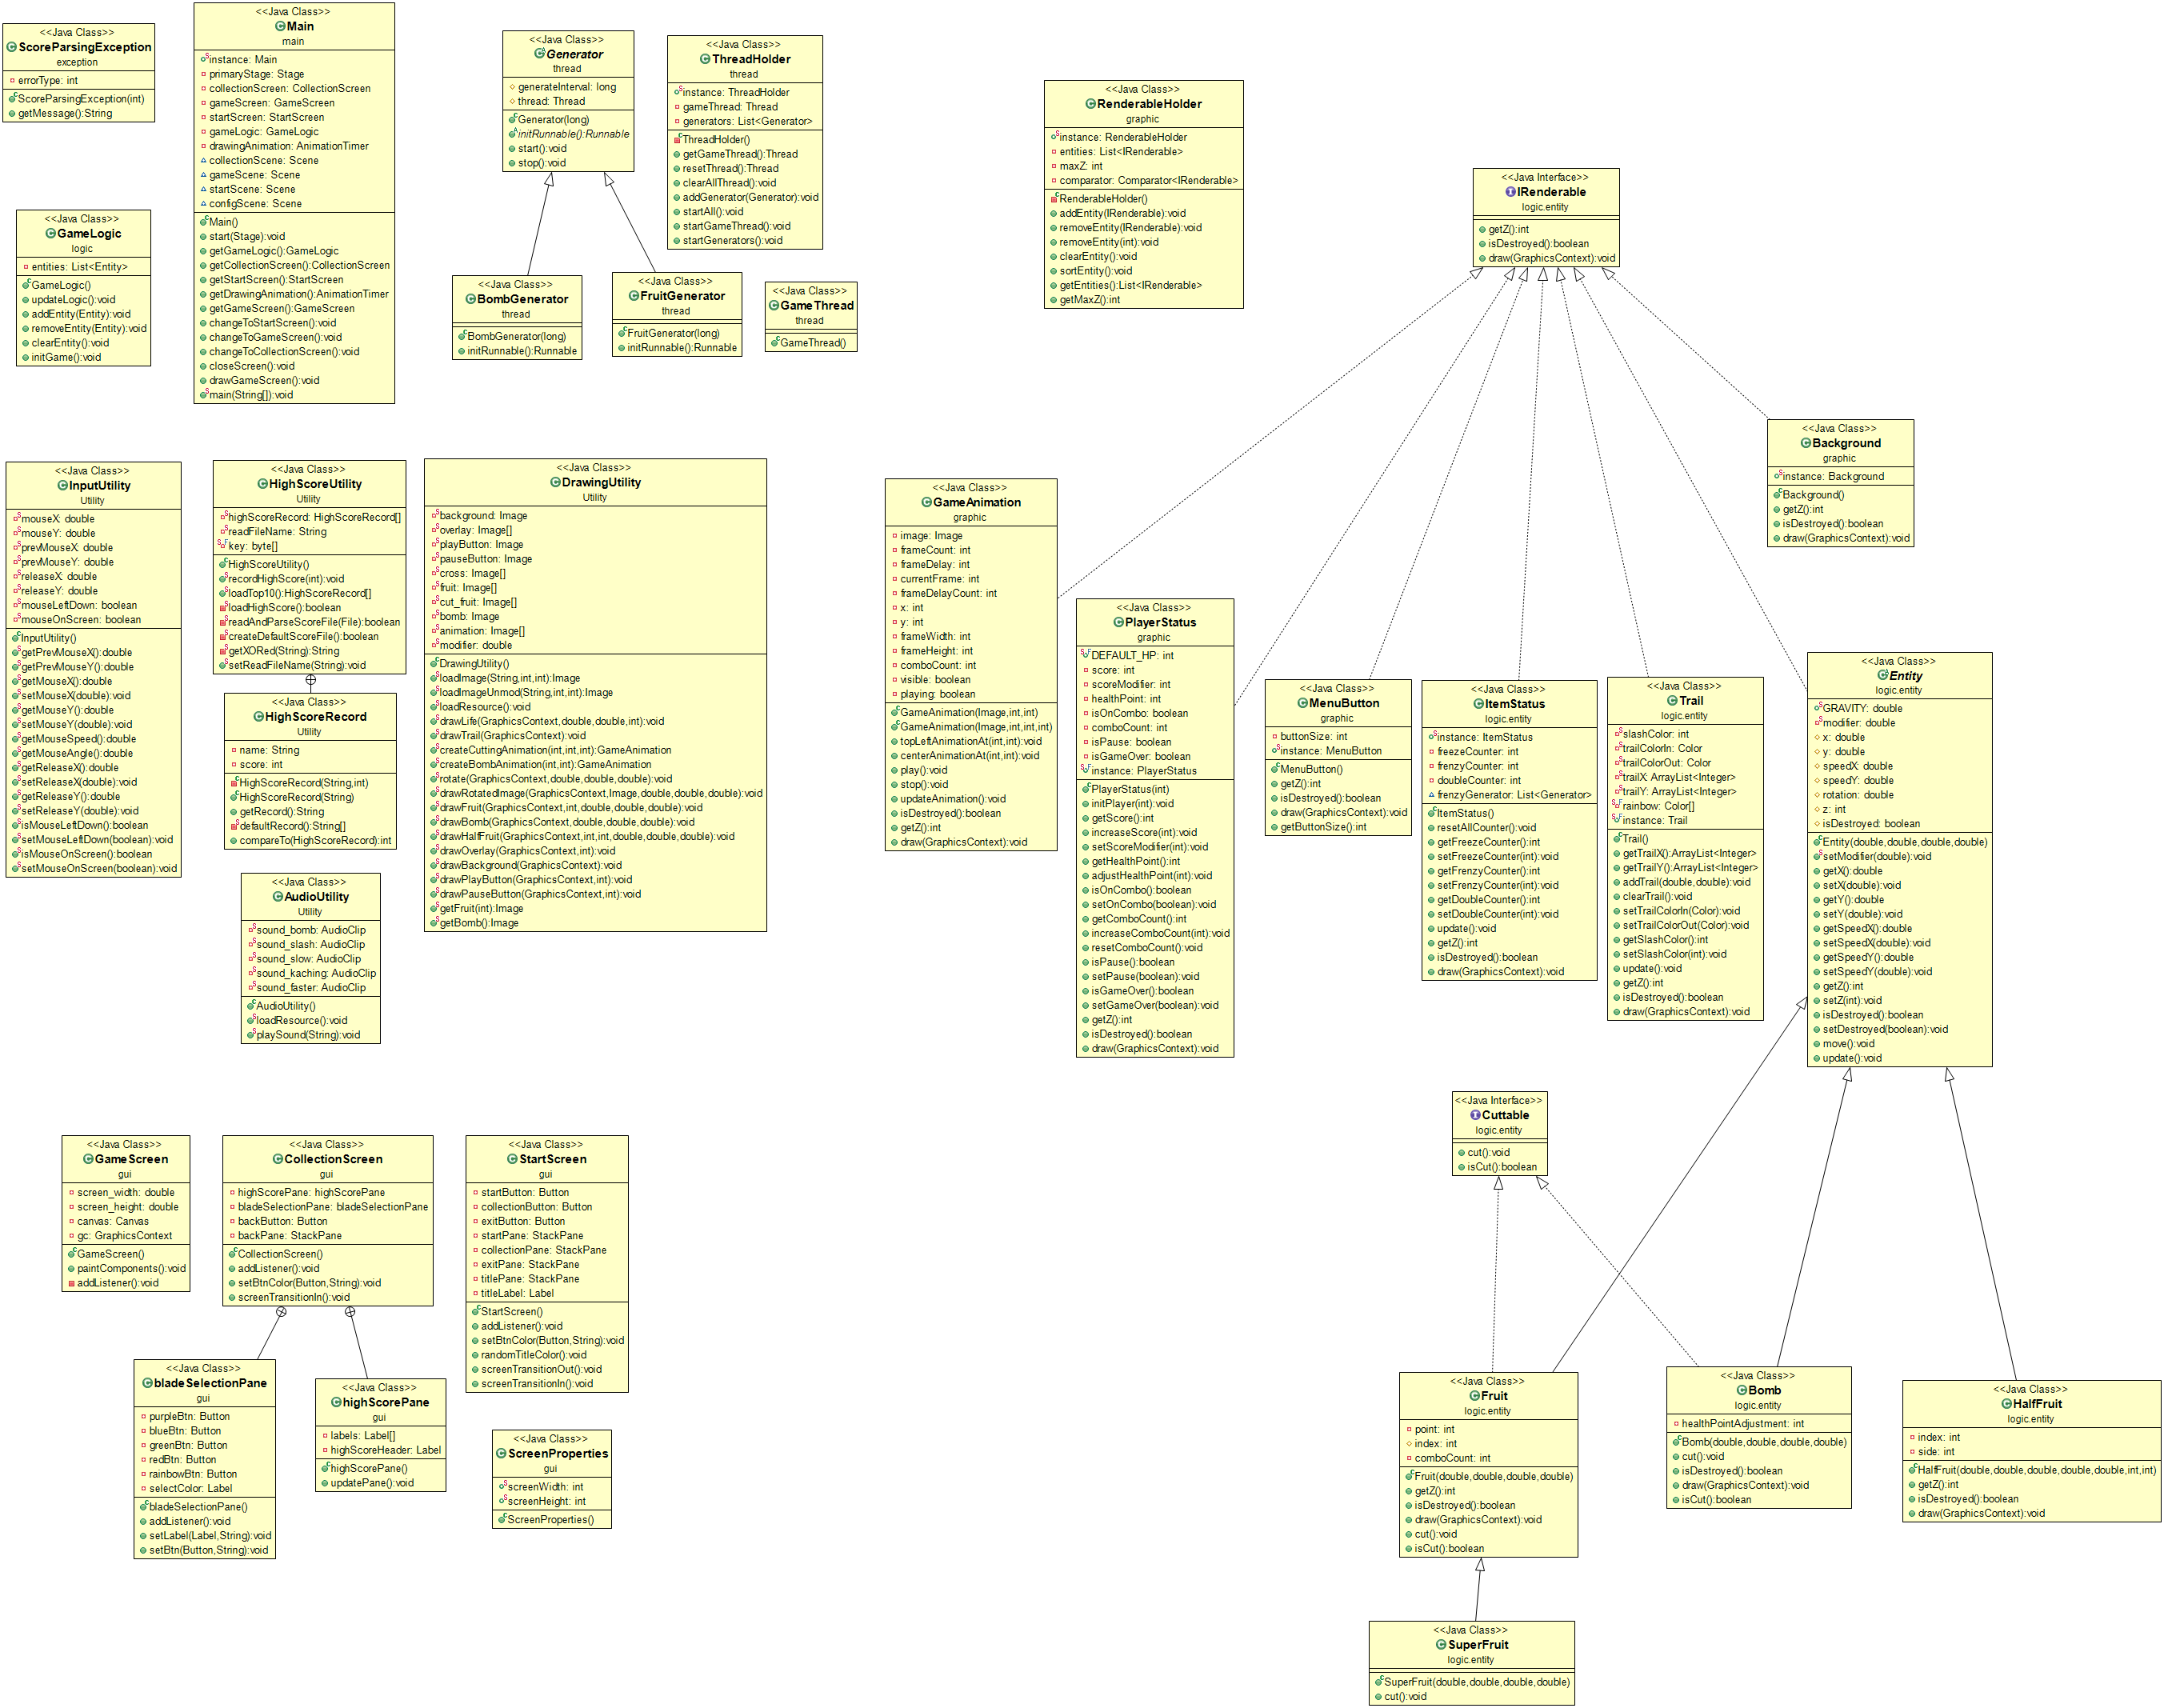 <<Java Class>>
ScoreParsingException
exception
errorType: int
ScoreParsingException(int)
getMessage():String
<<Java Class>>
Main
main
instance: Main
primaryStage: Stage
collectionScreen: CollectionScreen
gameScreen: GameScreen
startScreen: StartScreen
gameLogic: GameLogic
drawingAnimation: AnimationTimer
collectionScene: Scene
gameScene: Scene
startScene: Scene
configScene: Scene
Main()
start(Stage):void
getGameLogic():GameLogic
getCollectionScreen():CollectionScreen
getStartScreen():StartScreen
getDrawingAnimation():AnimationTimer
getGameScreen():GameScreen
changeToStartScreen():void
changeToGameScreen():void
changeToCollectionScreen():void
closeScreen():void
drawGameScreen():void
main(String[]):void
<<Java Class>>
GameLogic
logic
entities: List<Entity>
GameLogic()
updateLogic():void
addEntity(Entity):void
removeEntity(Entity):void
clearEntity():void
initGame():void
<<Java Class>>
Generator
thread
generateInterval: long
thread: Thread
Generator(long)
initRunnable():Runnable
start():void
stop():void
<<Java Class>>
ThreadHolder
thread
instance: ThreadHolder
gameThread: Thread
generators: List<Generator>
ThreadHolder()
getGameThread():Thread
resetThread():Thread
clearAllThread():void
addGenerator(Generator):void
startAll():void
startGameThread():void
startGenerators():void
<<Java Class>>
BombGenerator
thread
BombGenerator(long)
initRunnable():Runnable
<<Java Class>>
FruitGenerator
thread
FruitGenerator(long)
initRunnable():Runnable
<<Java Class>>
GameThread
thread
GameThread()
<<Java Class>>
RenderableHolder
graphic
instance: RenderableHolder
entities: List<IRenderable>
maxZ: int
comparator: Comparator<IRenderable>
RenderableHolder()
addEntity(IRenderable):void
removeEntity(IRenderable):void
removeEntity(int):void
clearEntity():void
sortEntity():void
getEntities():List<IRenderable>
getMaxZ():int
<<Java Interface>>
IRenderable
logic.entity
getZ():int
isDestroyed():boolean
draw(GraphicsContext):void
<<Java Class>>
Background
graphic
instance: Background
Background()
getZ():int
isDestroyed():boolean
draw(GraphicsContext):void
<<Java Class>>
InputUtility
Utility
mouseX: double
mouseY: double
prevMouseX: double
prevMouseY: double
releaseX: double
releaseY: double
mouseLeftDown: boolean
mouseOnScreen: boolean
InputUtility()
getPrevMouseX():double
getPrevMouseY():double
getMouseX():double
setMouseX(double):void
getMouseY():double
setMouseY(double):void
getMouseSpeed():double
getMouseAngle():double
getReleaseX():double
setReleaseX(double):void
getReleaseY():double
setReleaseY(double):void
isMouseLeftDown():boolean
setMouseLeftDown(boolean):void
isMouseOnScreen():boolean
setMouseOnScreen(boolean):void
<<Java Class>>
HighScoreUtility
Utility
highScoreRecord: HighScoreRecord[]
readFileName: String
key: byte[]
HighScoreUtility()
recordHighScore(int):void
loadTop10():HighScoreRecord[]
loadHighScore():boolean
readAndParseScoreFile(File):boolean
createDefaultScoreFile():boolean
getXORed(String):String
setReadFileName(String):void
<<Java Class>>
HighScoreRecord
Utility
name: String
score: int
HighScoreRecord(String,int)
HighScoreRecord(String)
getRecord():String
defaultRecord():String[]
compareTo(HighScoreRecord):int
<<Java Class>>
AudioUtility
Utility
sound_bomb: AudioClip
sound_slash: AudioClip
sound_slow: AudioClip
sound_kaching: AudioClip
sound_faster: AudioClip
AudioUtility()
loadResource():void
playSound(String):void
<<Java Class>>
DrawingUtility
Utility
background: Image
overlay: Image[]
playButton: Image
pauseButton: Image
cross: Image[]
fruit: Image[]
cut_fruit: Image[]
bomb: Image
animation: Image[]
modifier: double
DrawingUtility()
loadImage(String,int,int):Image
loadImageUnmod(String,int,int):Image
loadResource():void
drawLife(GraphicsContext,double,double,int):void
drawTrail(GraphicsContext):void
createCuttingAnimation(int,int,int):GameAnimation
createBombAnimation(int,int):GameAnimation
rotate(GraphicsContext,double,double,double):void
drawRotatedImage(GraphicsContext,Image,double,double,double):void
drawFruit(GraphicsContext,int,double,double,double):void
drawBomb(GraphicsContext,double,double,double):void
drawHalfFruit(GraphicsContext,int,int,double,double,double):void
drawOverlay(GraphicsContext,int):void
drawBackground(GraphicsContext):void
drawPlayButton(GraphicsContext,int):void
drawPauseButton(GraphicsContext,int):void
getFruit(int):Image
getBomb():Image
<<Java Class>>
GameAnimation
graphic
image: Image
frameCount: int
frameDelay: int
currentFrame: int
frameDelayCount: int
x: int
y: int
frameWidth: int
frameHeight: int
comboCount: int
visible: boolean
playing: boolean
GameAnimation(Image,int,int)
GameAnimation(Image,int,int,int)
topLeftAnimationAt(int,int):void
centerAnimationAt(int,int):void
play():void
stop():void
updateAnimation():void
isDestroyed():boolean
getZ():int
draw(GraphicsContext):void
<<Java Class>>
PlayerStatus
graphic
DEFAULT_HP: int
score: int
scoreModifier: int
healthPoint: int
isOnCombo: boolean
comboCount: int
isPause: boolean
isGameOver: boolean
instance: PlayerStatus
PlayerStatus(int)
initPlayer(int):void
getScore():int
increaseScore(int):void
setScoreModifier(int):void
getHealthPoint():int
adjustHealthPoint(int):void
isOnCombo():boolean
setOnCombo(boolean):void
getComboCount():int
increaseComboCount(int):void
resetComboCount():void
isPause():boolean
setPause(boolean):void
isGameOver():boolean
setGameOver(boolean):void
getZ():int
isDestroyed():boolean
draw(GraphicsContext):void
<<Java Class>>
MenuButton
graphic
buttonSize: int
instance: MenuButton
MenuButton()
getZ():int
isDestroyed():boolean
draw(GraphicsContext):void
getButtonSize():int
<<Java Class>>
ItemStatus
logic.entity
instance: ItemStatus
freezeCounter: int
frenzyCounter: int
doubleCounter: int
frenzyGenerator: List<Generator>
ItemStatus()
resetAllCounter():void
getFreezeCounter():int
setFreezeCounter(int):void
getFrenzyCounter():int
setFrenzyCounter(int):void
getDoubleCounter():int
setDoubleCounter(int):void
update():void
getZ():int
isDestroyed():boolean
draw(GraphicsContext):void
<<Java Class>>
Trail
logic.entity
slashColor: int
trailColorIn: Color
trailColorOut: Color
trailX: ArrayList<Integer>
trailY: ArrayList<Integer>
rainbow: Color[]
instance: Trail
Trail()
getTrailX():ArrayList<Integer>
getTrailY():ArrayList<Integer>
addTrail(double,double):void
clearTrail():void
setTrailColorIn(Color):void
setTrailColorOut(Color):void
getSlashColor():int
setSlashColor(int):void
update():void
getZ():int
isDestroyed():boolean
draw(GraphicsContext):void
<<Java Class>>
Entity
logic.entity
GRAVITY: double
modifier: double
x: double
y: double
speedX: double
speedY: double
rotation: double
z: int
isDestroyed: boolean
Entity(double,double,double,double)
setModifier(double):void
getX():double
setX(double):void
getY():double
setY(double):void
getSpeedX():double
setSpeedX(double):void
getSpeedY():double
setSpeedY(double):void
getZ():int
setZ(int):void
isDestroyed():boolean
setDestroyed(boolean):void
move():void
update():void
<<Java Interface>>
Cuttable
logic.entity
cut():void
isCut():boolean
<<Java Class>>
GameScreen
gui
screen_width: double
screen_height: double
canvas: Canvas
gc: GraphicsContext
GameScreen()
paintComponents():void
addListener():void
<<Java Class>>
CollectionScreen
gui
highScorePane: highScorePane
bladeSelectionPane: bladeSelectionPane
backButton: Button
backPane: StackPane
CollectionScreen()
addListener():void
setBtnColor(Button,String):void
screenTransitionIn():void
<<Java Class>>
StartScreen
gui
startButton: Button
collectionButton: Button
exitButton: Button
startPane: StackPane
collectionPane: StackPane
exitPane: StackPane
titlePane: StackPane
titleLabel: Label
StartScreen()
addListener():void
setBtnColor(Button,String):void
randomTitleColor():void
screenTransitionOut():void
screenTransitionIn():void
<<Java Class>>
bladeSelectionPane
gui
purpleBtn: Button
blueBtn: Button
greenBtn: Button
redBtn: Button
rainbowBtn: Button
selectColor: Label
bladeSelectionPane()
addListener():void
setLabel(Label,String):void
setBtn(Button,String):void
<<Java Class>>
highScorePane
gui
labels: Label[]
highScoreHeader: Label
highScorePane()
updatePane():void
<<Java Class>>
ScreenProperties
gui
screenWidth: int
screenHeight: int
ScreenProperties()
<<Java Class>>
Fruit
logic.entity
point: int
index: int
comboCount: int
Fruit(double,double,double,double)
getZ():int
isDestroyed():boolean
draw(GraphicsContext):void
cut():void
isCut():boolean
<<Java Class>>
Bomb
logic.entity
healthPointAdjustment: int
Bomb(double,double,double,double)
cut():void
isDestroyed():boolean
draw(GraphicsContext):void
isCut():boolean
<<Java Class>>
HalfFruit
logic.entity
index: int
side: int
HalfFruit(double,double,double,double,double,int,int)
getZ():int
isDestroyed():boolean
draw(GraphicsContext):void
<<Java Class>>
SuperFruit
logic.entity
SuperFruit(double,double,double,double)
cut():void